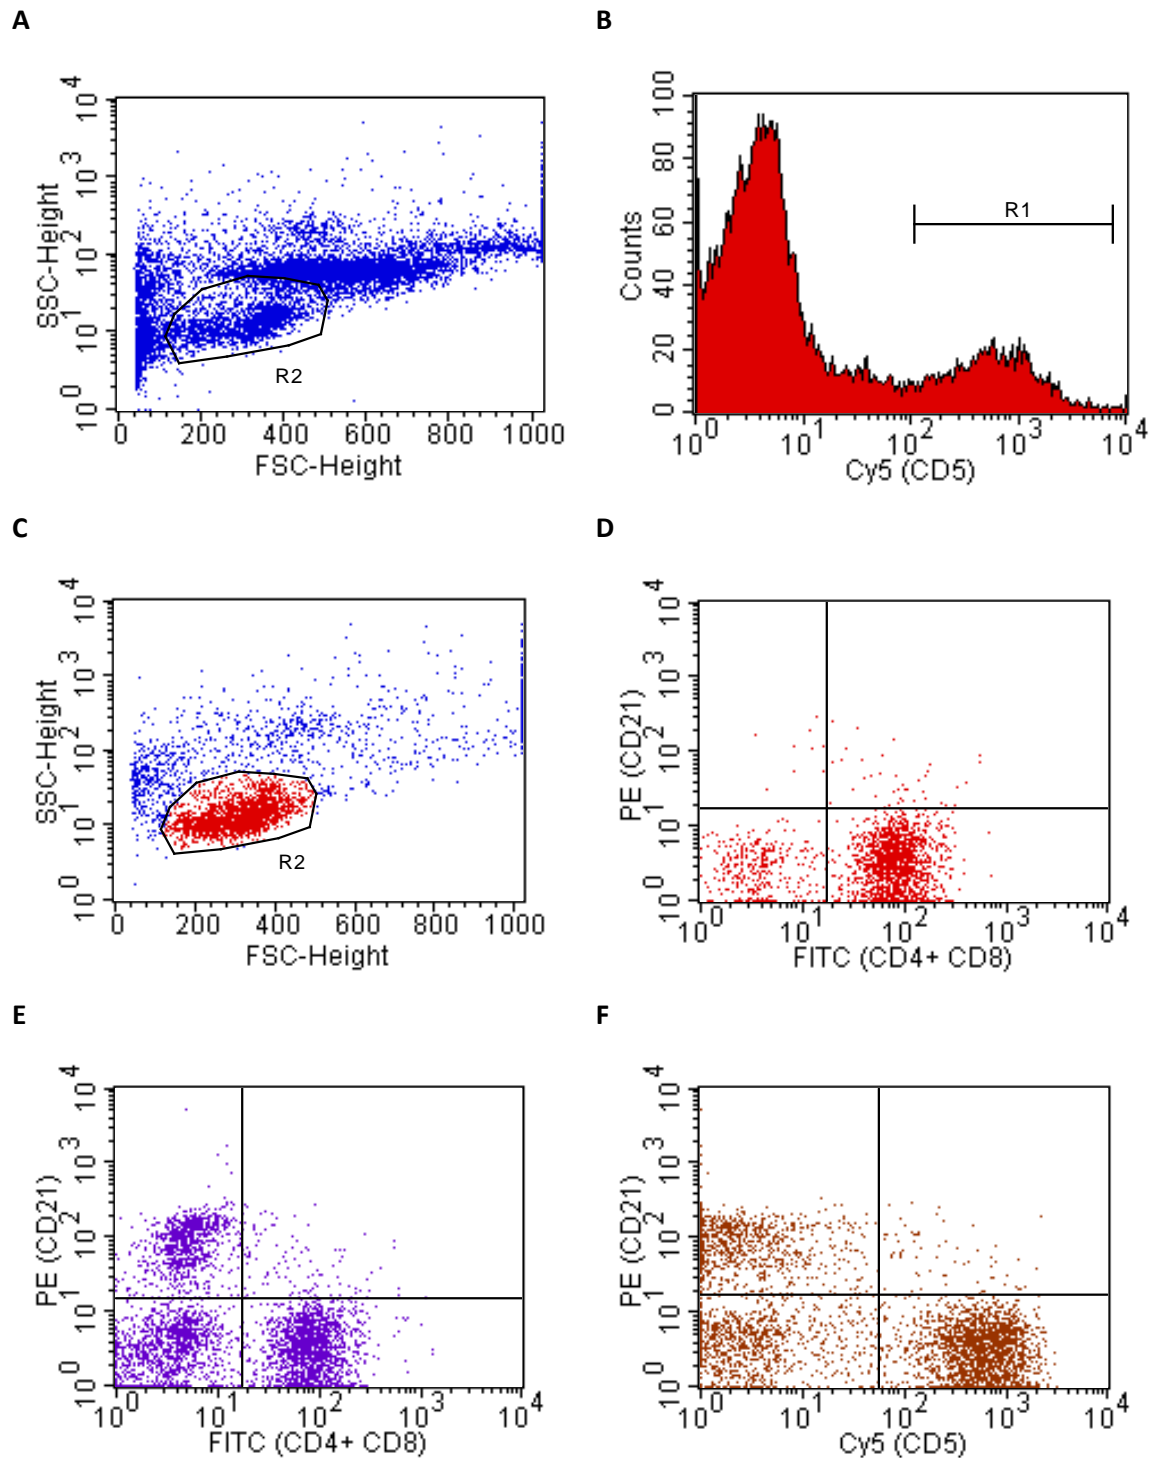 A
B
SSC-Height
10^0 10^1 10^2 10^3 10^4
R2
0 200 400 600 800 1000
FSC-Height
Counts
0 20 40 60 80 100
R1
10^0 10^1 10^2 10^3 10^4
Cy5 (CD5)
C
D
SSC-Height
10^0 10^1 10^2 10^3 10^4
R2
0 200 400 600 800 1000
FSC-Height
PE (CD21)
10^0 10^1 10^2 10^3 10^4
10^0 10^1 10^2 10^3 10^4
FITC (CD4+ CD8)
E
F
PE (CD21)
10^0 10^1 10^2 10^3 10^4
10^0 10^1 10^2 10^3 10^4
FITC (CD4+ CD8)
PE (CD21)
10^0 10^1 10^2 10^3 10^4
10^0 10^1 10^2 10^3 10^4
Cy5 (CD5)